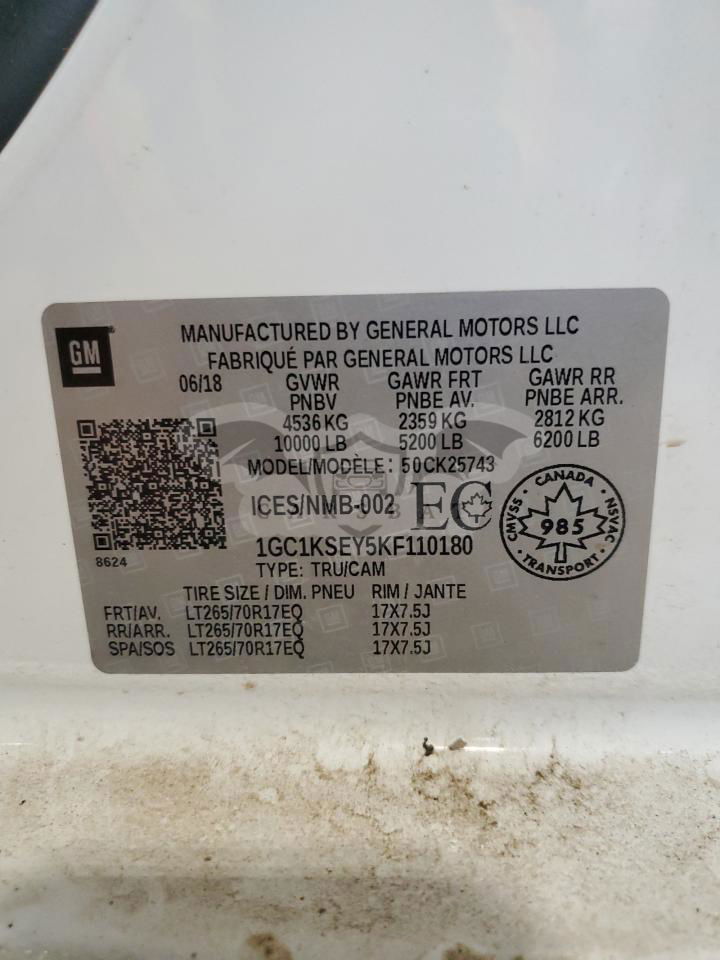 GM
MANUFACTURED BY GENERAL MOTORS LLC
FABRIQUÉ PAR GENERAL MOTORS LLC
06/18 GVWR GAWR FRT GAWR RR
PNBV PNBE AV. PNBE ARR.
4536 KG 2359 KG 2812 KG
10000 LB 5200 LB 6200 LB
MODEL/MODÈLE: 50CK25743
ICES/NMB-002 EC
CANADA
CMVSS 985 NSVAC
TRANSPORT
8624
1GC1KSEY5KF110180
TYPE: TRU/CAM
TIRE SIZE / DIM. PNEU RIM / JANTE
FRT/AV. LT265/70R17EQ 17X7.5J
RR/ARR. LT265/70R17EQ 17X7.5J
SPA/SOS LT265/70R17EQ 17X7.5J